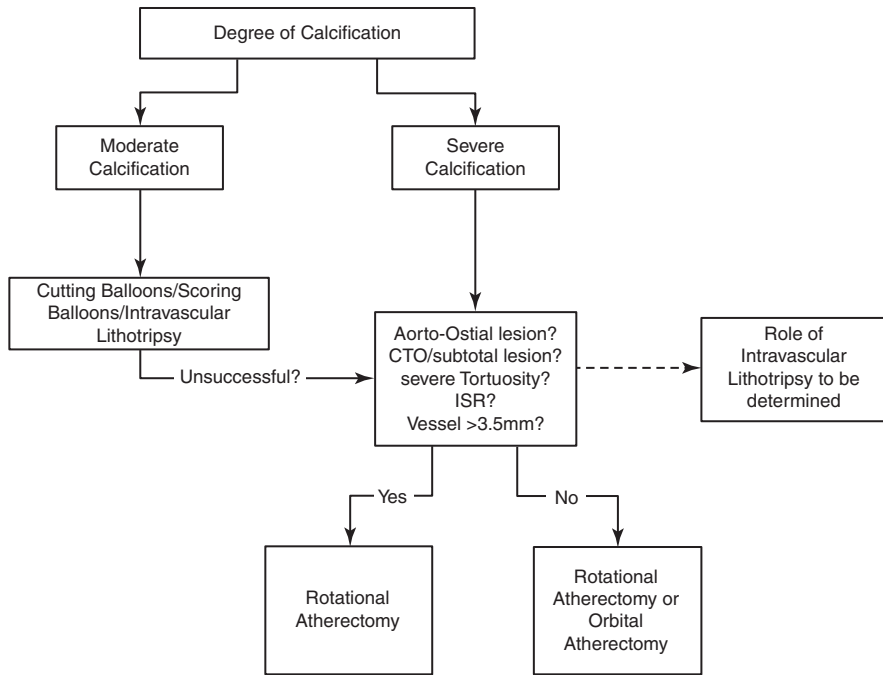 Degree of Calcification
Moderate
Calcification
Severe
Calcification
Cutting Balloons/Scoring
Balloons/Intravascular
Lithotripsy
Unsuccessful?
Aorto-Ostial lesion?
CTO/subtotal lesion?
severe Tortuosity?
ISR?
Vessel >3.5mm?
Role of
Intravascular
Lithotripsy to be
determined
Yes
No
Rotational
Atherectomy
Rotational
Atherectomy or
Orbital
Atherectomy